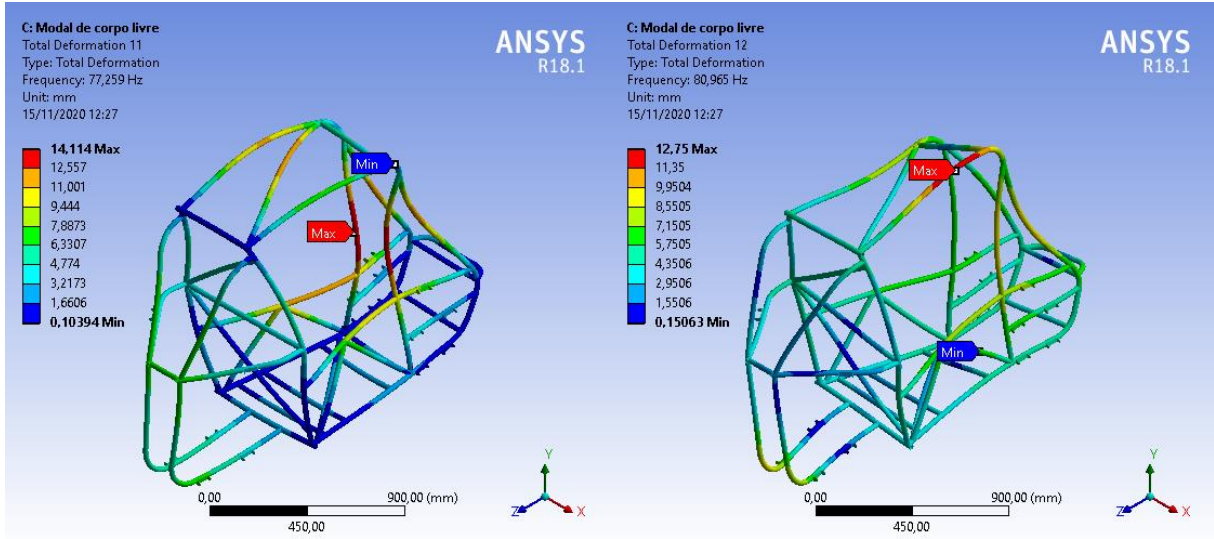 C: Modal de corpo livre
Total Deformation 11
Type: Total Deformation
Frequency: 77,259 Hz
Unit: mm
15/11/2020 12:27
ANSYS
R18.1
14,114 Max
12,557
11,001
9,444
7,8873
6,3307
4,774
3,2173
1,6606
0,10394 Min
Min
Max
0,00
900,00 (mm)
450,00
Y
Z
X
C: Modal de corpo livre
Total Deformation 12
Type: Total Deformation
Frequency: 80,965 Hz
Unit: mm
15/11/2020 12:27
ANSYS
R18.1
12,75 Max
11,35
9,9504
8,5505
7,1505
5,7505
4,3506
2,9506
1,5506
0,15063 Min
Max
Min
0,00
900,00 (mm)
450,00
Y
Z
X